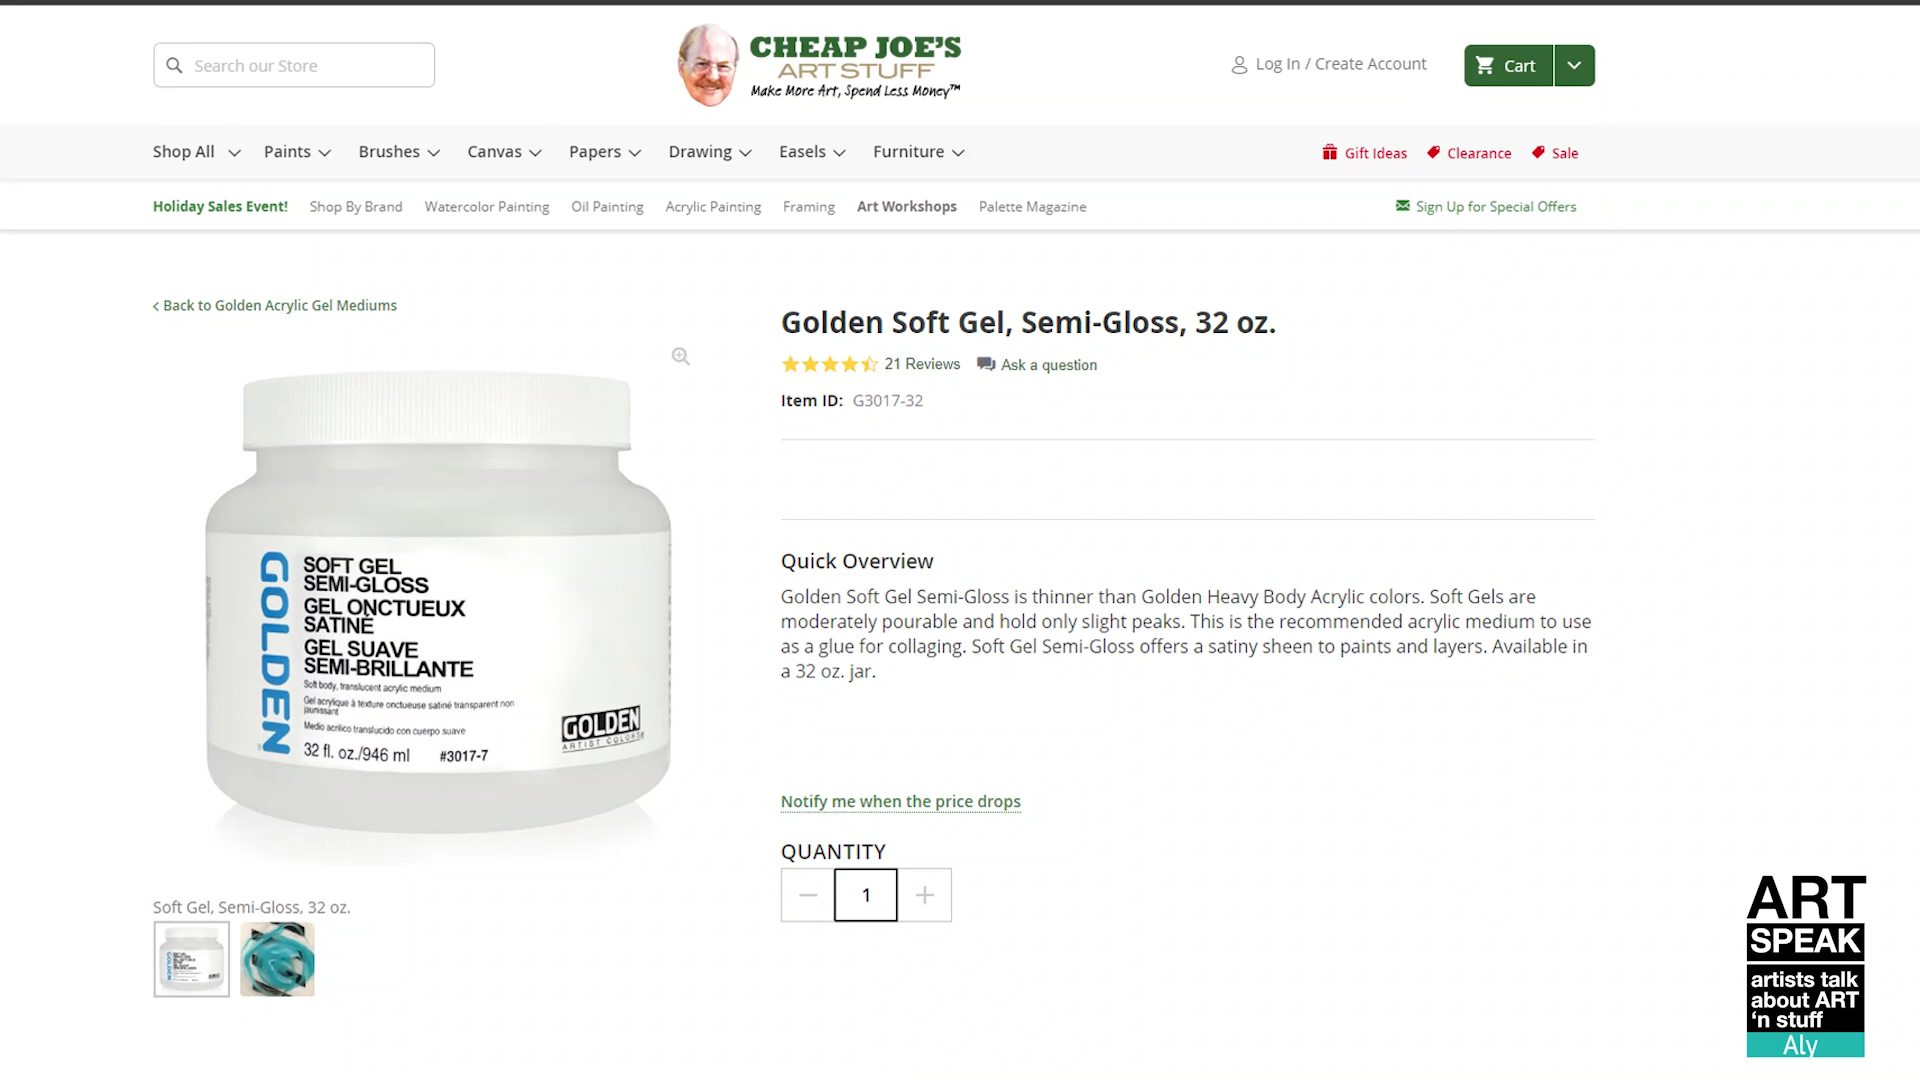 Search our Store
CHEAP JOE'S
ART STUFF
Make More Art, Spend Less Money™
Log In / Create Account
Cart
Shop All
Paints
Brushes
Canvas
Papers
Drawing
Easels
Furniture
Gift Ideas
Clearance
Sale
Holiday Sales Event!
Shop By Brand
Watercolor Painting
Oil Painting
Acrylic Painting
Framing
Art Workshops
Palette Magazine
Sign Up for Special Offers
< Back to Golden Acrylic Gel Mediums
GOLDEN
SOFT GEL
SEMI-GLOSS
GEL ONCTUEUX
SATINÉ
GEL SUAVE
SEMI-BRILLANTE
Soft body, translucent acrylic medium
Gel acrylique à texture onctueuse satiné transparent non
jaunissant
Medio acrílico translucido con cuerpo suave
32 fl. oz./946 ml #3017-7
GOLDEN
ARTIST COLORS
Soft Gel, Semi-Gloss, 32 oz.
Golden Soft Gel, Semi-Gloss, 32 oz.
21 Reviews
Ask a question
Item ID: G3017-32
Quick Overview
Golden Soft Gel Semi-Gloss is thinner than Golden Heavy Body Acrylic colors. Soft Gels are
moderately pourable and hold only slight peaks. This is the recommended acrylic medium to use
as a glue for collaging. Soft Gel Semi-Gloss offers a satiny sheen to paints and layers. Available in
a 32 oz. jar.
Notify me when the price drops
QUANTITY
1
ART
SPEAK
artists talk
about ART
'n stuff
Aly